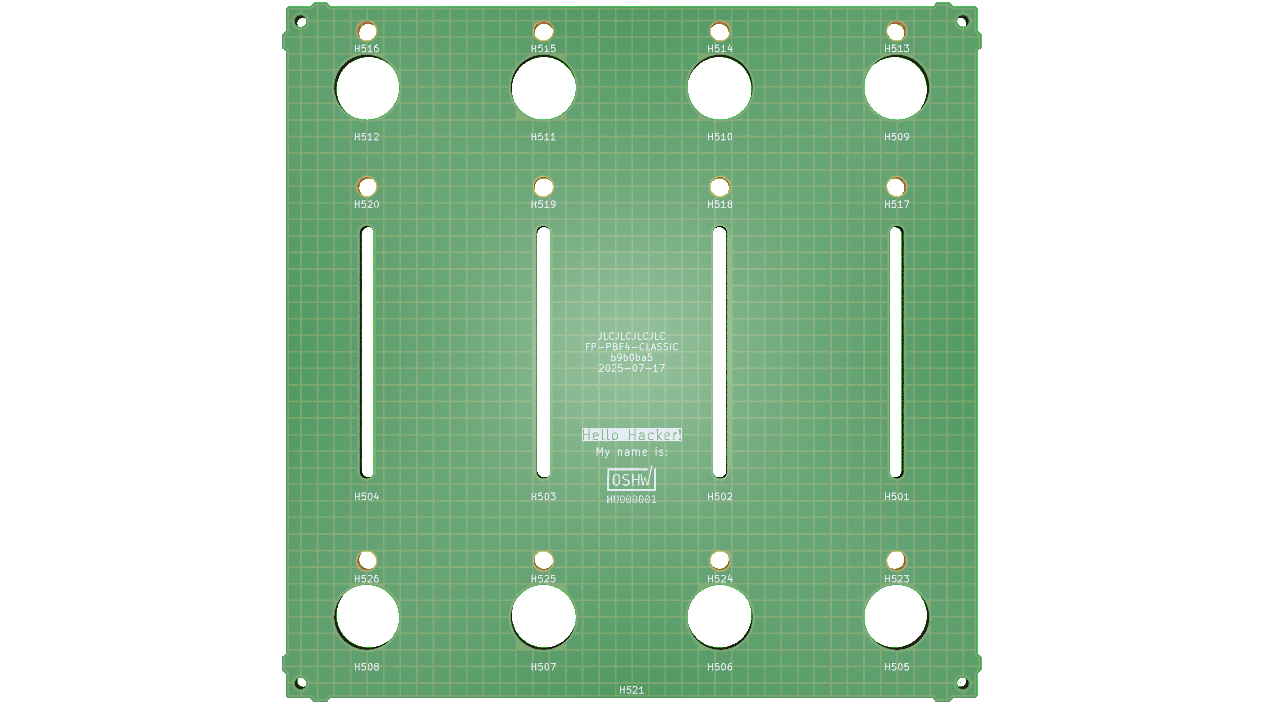 H516 H515 H514 H513
H512 H511 H510 H509
H520 H519 H518 H517
JLCJLCJLCJLC
FP-PBF4-CLASSIC
b9b0ba5
2025-07-17
Hello Hacker!
My name is:
OSHW
H504 H503 H502 H501
HU000001
H526 H525 H524 H523
H508 H507 H506 H505
H521